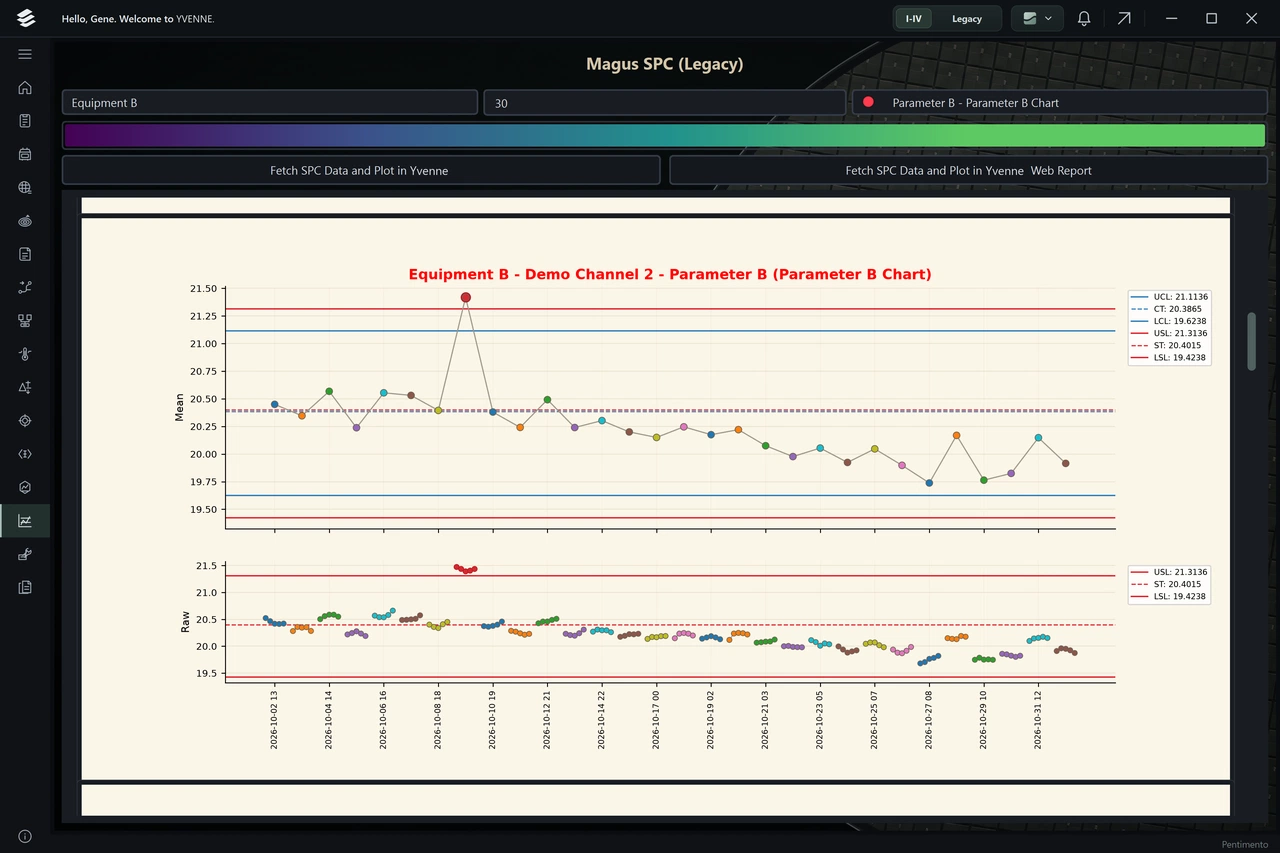 Hello, Gene. Welcome to YVENNE.
I-IV
Legacy
Magus SPC (Legacy)
Equipment B
30
Parameter B - Parameter B Chart
Fetch SPC Data and Plot in Yvenne
Fetch SPC Data and Plot in Yvenne Web Report
Equipment B - Demo Channel 2 - Parameter B (Parameter B Chart)
Mean
21.50
21.25
21.00
20.75
20.50
20.25
20.00
19.75
19.50
UCL: 21.1136
CT: 20.3865
LCL: 19.6238
USL: 21.3136
ST: 20.4015
LSL: 19.4238
Raw
21.5
21.0
20.5
20.0
19.5
USL: 21.3136
ST: 20.4015
LSL: 19.4238
2026-10-02 13
2026-10-04 14
2026-10-06 16
2026-10-08 18
2026-10-10 19
2026-10-12 21
2026-10-14 22
2026-10-17 00
2026-10-19 02
2026-10-21 03
2026-10-23 05
2026-10-25 07
2026-10-27 08
2026-10-29 10
2026-10-31 12
Pentimento